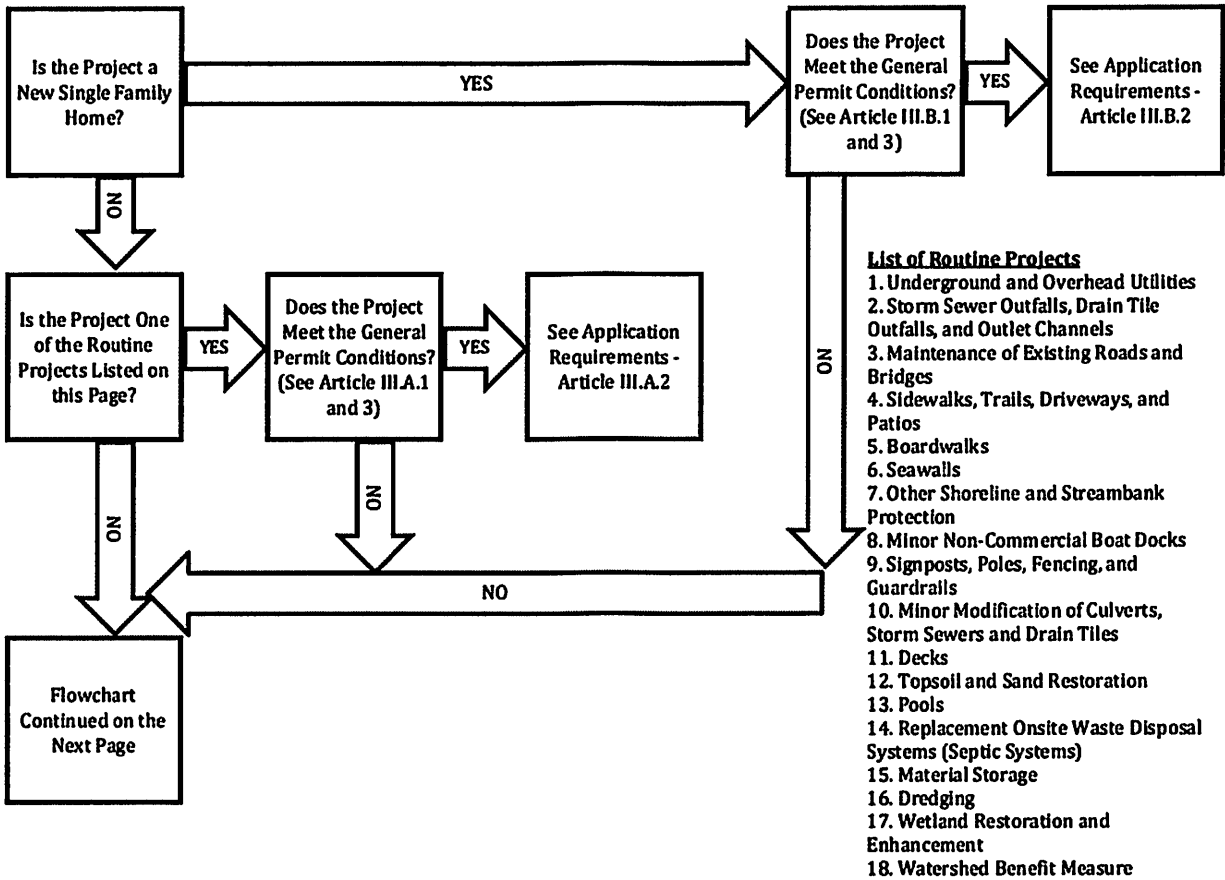 Is the Project a
New Single Family
Home?
YES
Does the Project
Meet the General
Permit Conditions?
(See Article III.B.1
and 3)
YES
See Application
Requirements -
Article III.B.2
NO
NO
Is the Project One
of the Routine
Projects Listed on
this Page?
YES
Does the Project
Meet the General
Permit Conditions?
(See Article III.A.1
and 3)
YES
See Application
Requirements -
Article III.A.2
NO
NO
NO
Flowchart
Continued on the
Next Page
List of Routine Projects
1. Underground and Overhead Utilities
2. Storm Sewer Outfalls, Drain Tile
Outfalls, and Outlet Channels
3. Maintenance of Existing Roads and
Bridges
4. Sidewalks, Trails, Driveways, and
Patios
5. Boardwalks
6. Seawalls
7. Other Shoreline and Streambank
Protection
8. Minor Non-Commercial Boat Docks
9. Signposts, Poles, Fencing, and
Guardrails
10. Minor Modification of Culverts,
Storm Sewers and Drain Tiles
11. Decks
12. Topsoil and Sand Restoration
13. Pools
14. Replacement Onsite Waste Disposal
Systems (Septic Systems)
15. Material Storage
16. Dredging
17. Wetland Restoration and
Enhancement
18. Watershed Benefit Measure